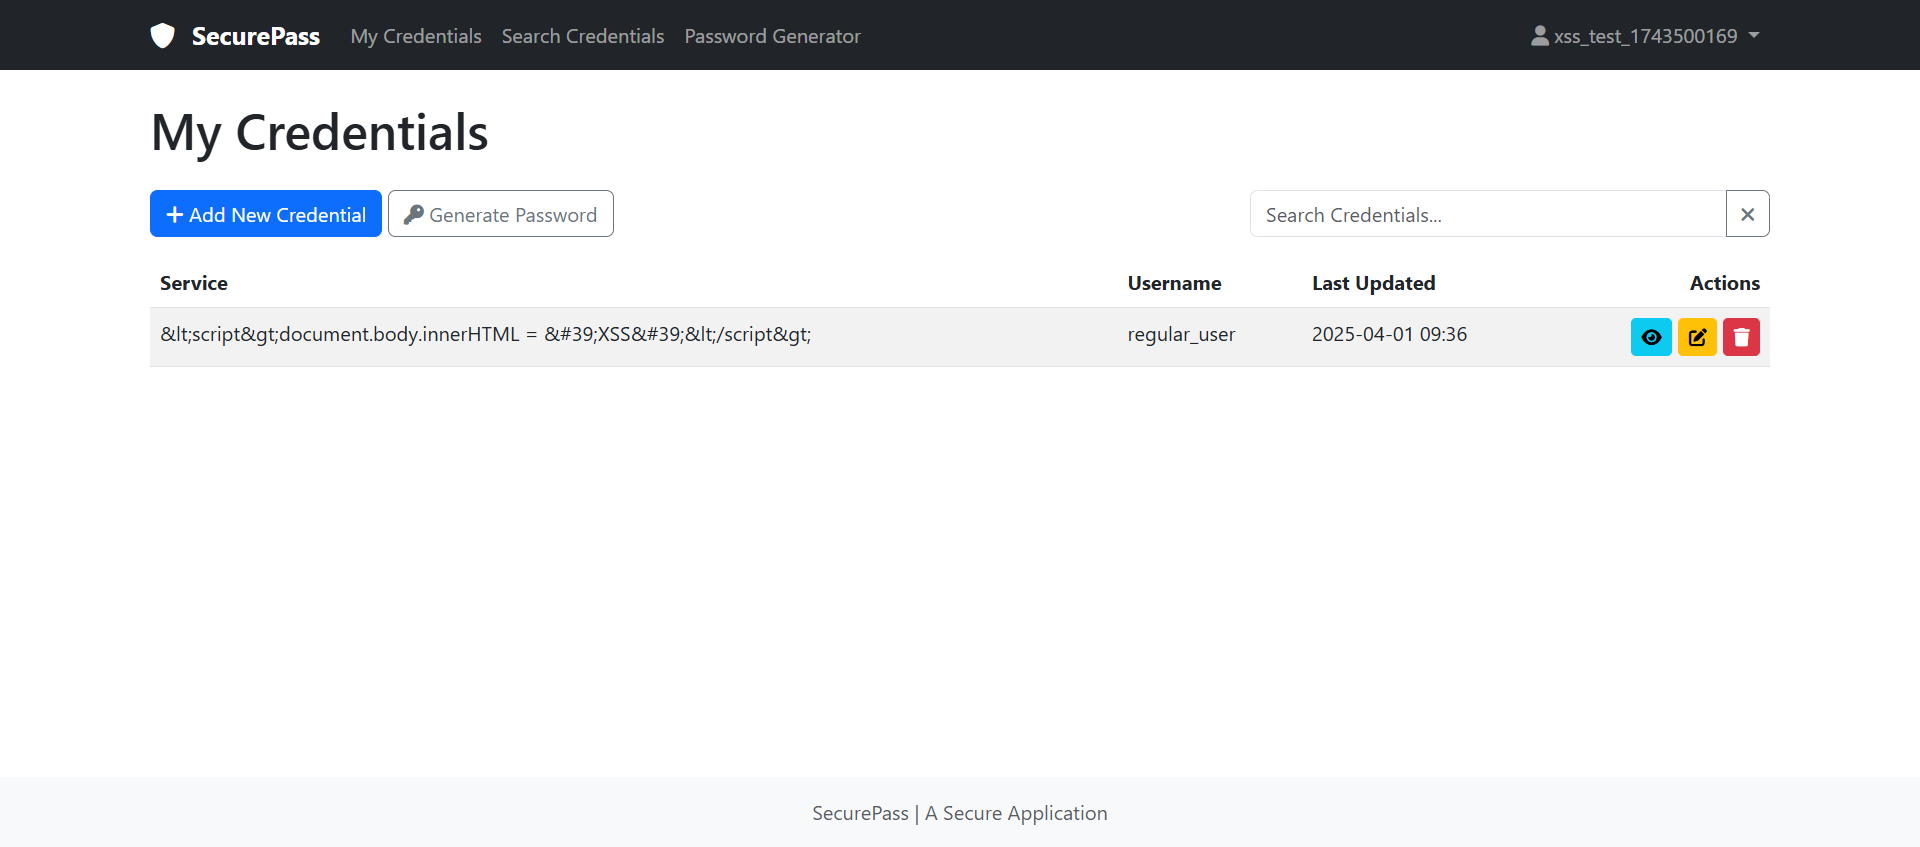 SecurePass My Credentials Search Credentials Password Generator xss_test_1743500169
My Credentials
Add New Credential Generate Password Search Credentials...
Service Username Last Updated Actions
&lt;script&gt;document.body.innerHTML = &#39;XSS&#39;&lt;/script&gt; regular_user 2025-04-01 09:36
SecurePass | A Secure Application